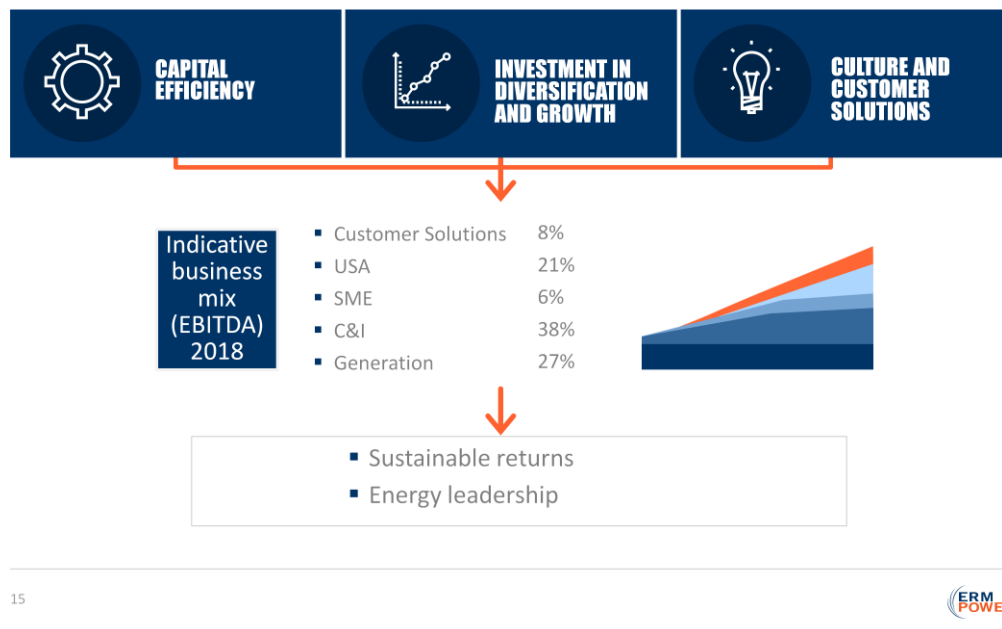 CAPITAL
EFFICIENCY
INVESTMENT IN
DIVERSIFICATION
AND GROWTH
CULTURE AND
CUSTOMER
SOLUTIONS
Indicative
business
mix
(EBITDA)
2018
Customer Solutions 8%
USA 21%
SME 6%
C&I 38%
Generation 27%
Sustainable returns
Energy leadership
15
ERM
POWE